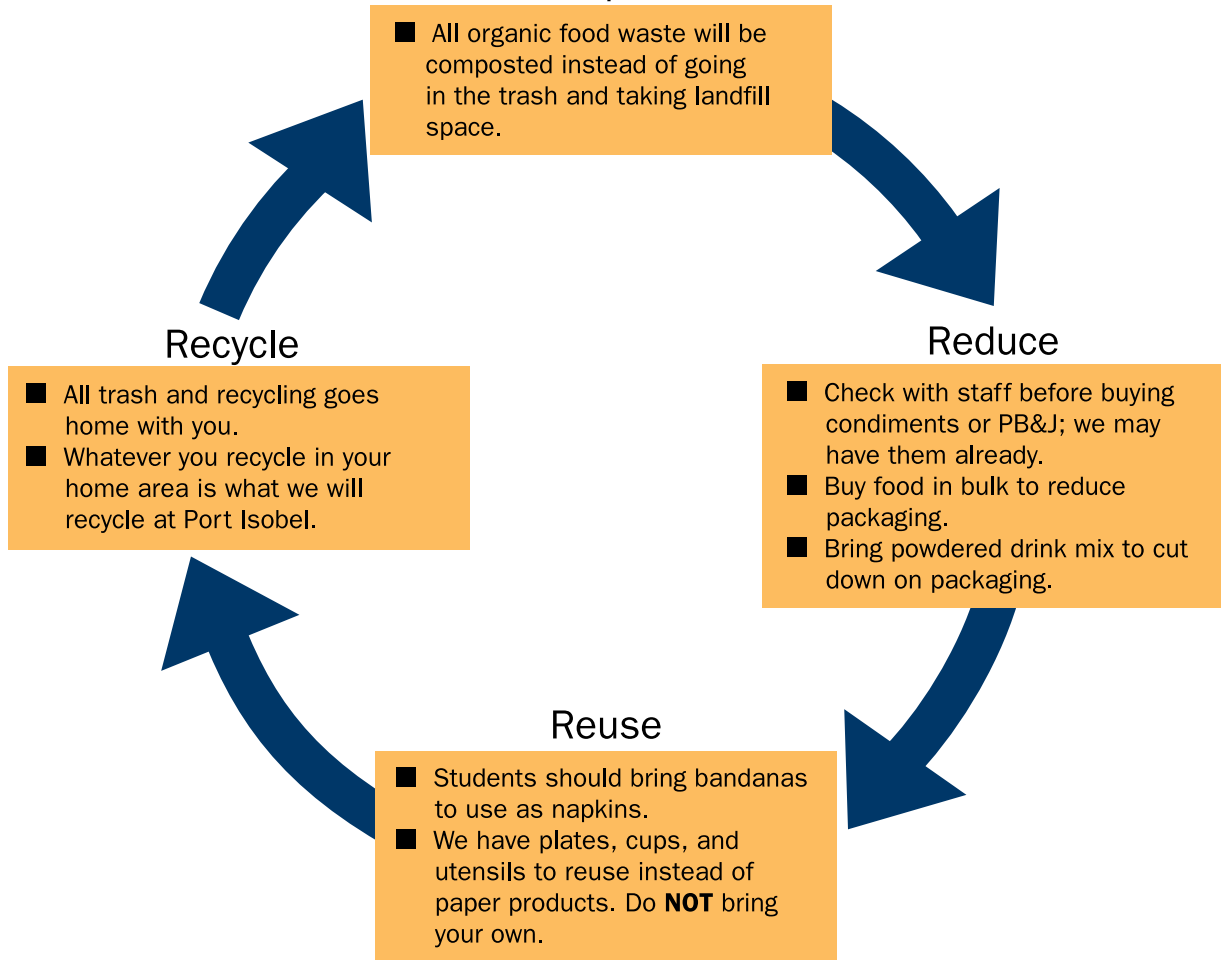 ■ All organic food waste will be
composted instead of going
in the trash and taking landfill
space.
Reduce
■ Check with staff before buying
condiments or PB&J; we may
have them already.
■ Buy food in bulk to reduce
packaging.
■ Bring powdered drink mix to cut
down on packaging.
Reuse
■ Students should bring bandanas
to use as napkins.
■ We have plates, cups, and
utensils to reuse instead of
paper products. Do NOT bring
your own.
Recycle
■ All trash and recycling goes
home with you.
■ Whatever you recycle in your
home area is what we will
recycle at Port Isobel.